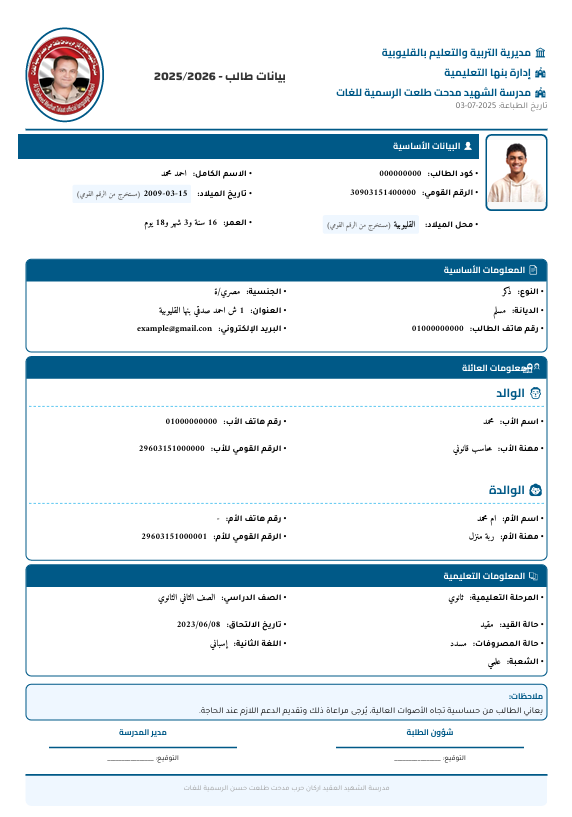 مديرية التربية والتعليم بالقليوبية
إدارة بنها التعليمية
مدرسة الشهيد مدحت طلعت الرسمية للغات
تاريخ الطباعة: 2025-07-03
بيانات طالب - 2025/2026
البيانات الأساسية
• كود الطالب: 000000000 • الاسم الكامل: احمد محمد
• الرقم القومي: 30903151400000 • تاريخ الميلاد: 2009-03-15 (مستخرج من الرقم القومي)
• محل الميلاد: القليوبية (مستخرج من الرقم القومي) • العمر: 16 سنة و3 شهر و18 يوم
المعلومات الأساسية
• النوع: ذكر • الجنسية: مصري/ة
• الديانة: مسلم • العنوان: 1 ش احمد صدقي بنها القليوبية
• رقم هاتف الطالب: 01000000000 • البريد الإلكتروني: example@gmail.con
معلومات العائلة
الوالد
• اسم الأب: محمد • رقم هاتف الأب: 01000000000
• مهنة الأب: محاسب قانوني • الرقم القومي للأب: 29603151000000
الوالدة
• اسم الأم: ام محمد • رقم هاتف الأم: -
• مهنة الأم: ربة منزل • الرقم القومي للأم: 29603151000001
المعلومات التعليمية
• المرحلة التعليمية: ثانوي • الصف الدراسي: الصف الثاني الثانوي
• حالة القيد: مقيد • تاريخ الالتحاق: 2023/06/08
• حالة المصروفات: مسدد • اللغة الثانية: إسباني
• الشعبة: علمي
ملاحظات:
يعاني الطالب من حساسية تجاه الأصوات العالية، يُرجى مراعاة ذلك وتقديم الدعم اللازم عند الحاجة.
شؤون الطلبة مدير المدرسة
التوقيع: ______________ التوقيع: ______________
مدرسة الشهيد العقيد اركان حرب مدحت طلعت حسن الرسمية للغات